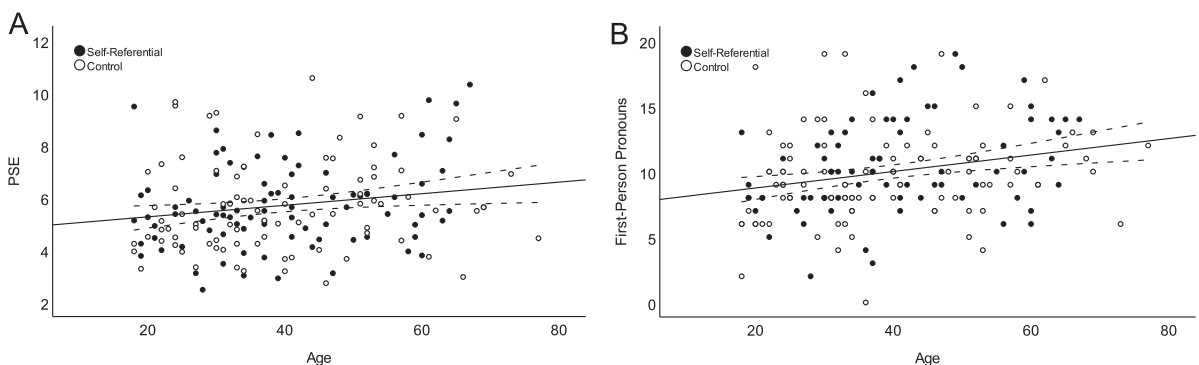 A
12
10
8
6
4
2
PSE
Self-Referential
Control
20 40 60 80
Age
B
20
15
10
5
0
First-Person Pronouns
Self-Referential
Control
20 40 60 80
Age